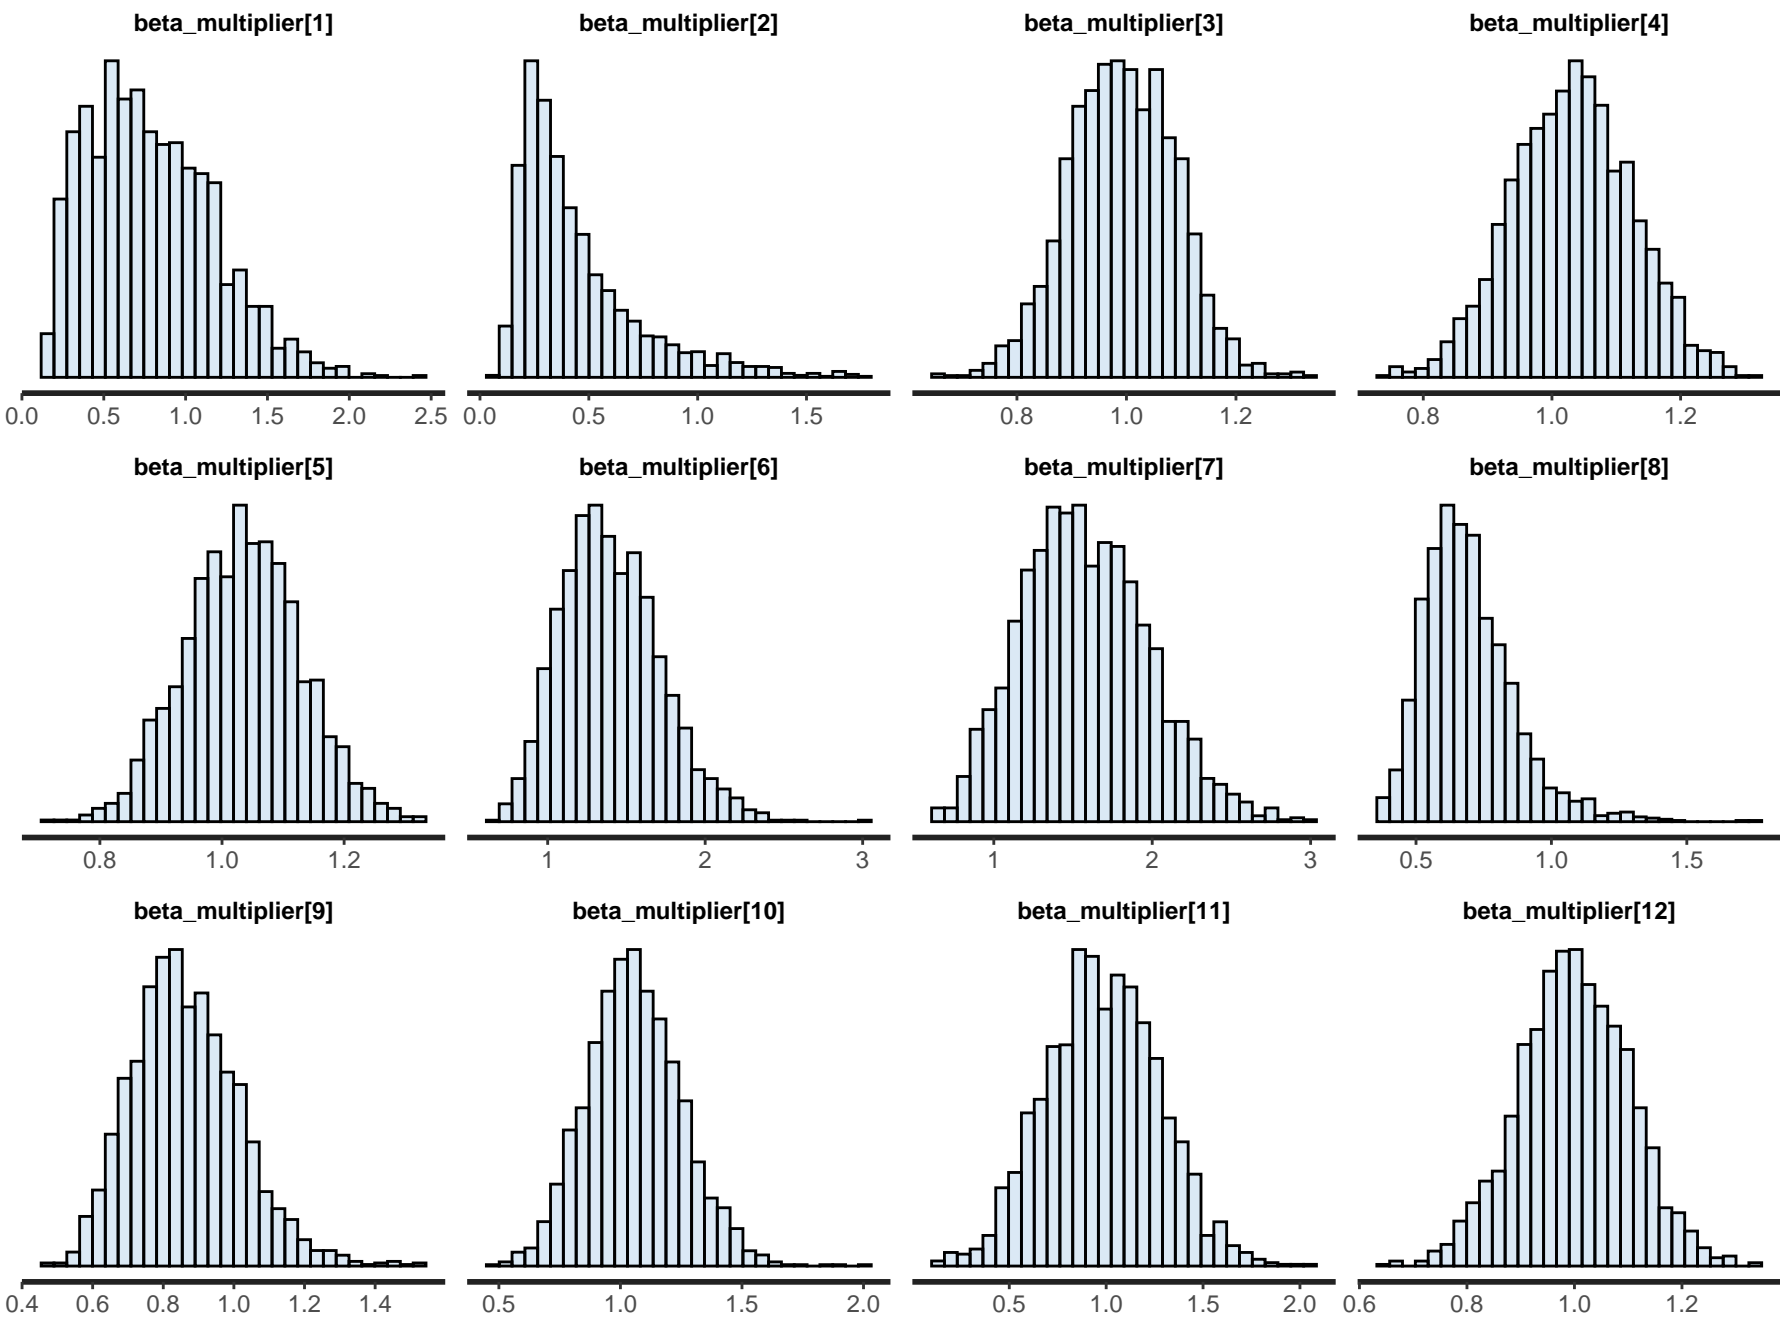 beta_multiplier[1] beta_multiplier[2] beta_multiplier[3] beta_multiplier[4]
0.0 0.5 1.0 1.5 2.0 2.5 0.0 0.5 1.0 1.5 0.8 1.0 1.2 0.8 1.0 1.2
beta_multiplier[5] beta_multiplier[6] beta_multiplier[7] beta_multiplier[8]
0.8 1.0 1.2 1 2 3 1 2 3 0.5 1.0 1.5
beta_multiplier[9] beta_multiplier[10] beta_multiplier[11] beta_multiplier[12]
0.4 0.6 0.8 1.0 1.2 1.4 0.5 1.0 1.5 2.0 0.5 1.0 1.5 2.0 0.6 0.8 1.0 1.2